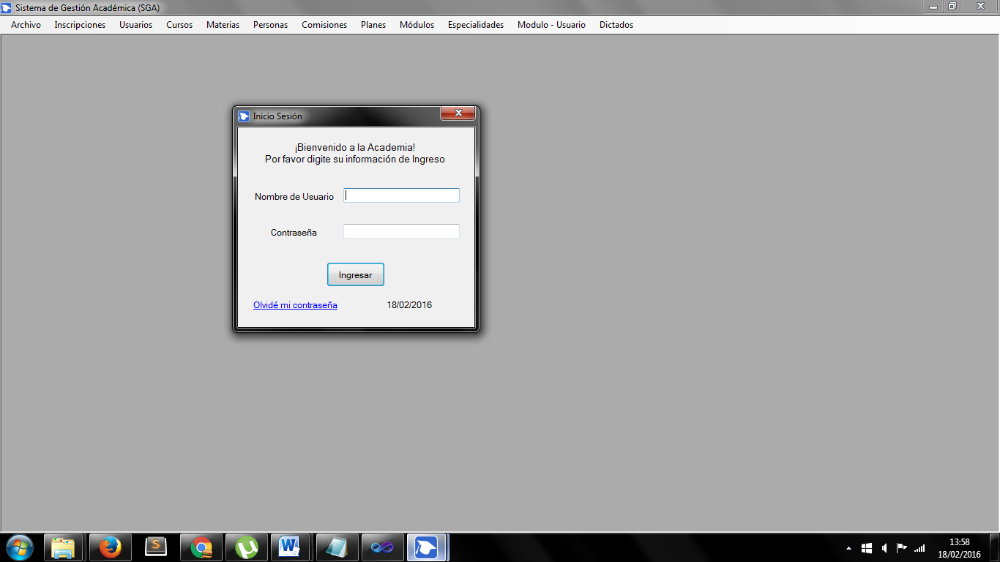 Sistema de Gestión Académica (SGA)
Archivo Inscripciones Usuarios Cursos Materias Personas Comisiones Planes Módulos Especialidades Modulo - Usuario Dictados
Inicio Sesión
¡Bienvenido a la Academia!
Por favor digite su información de Ingreso
Nombre de Usuario
Contraseña
Ingresar
Olvidé mi contraseña 18/02/2016
13:58
18/02/2016